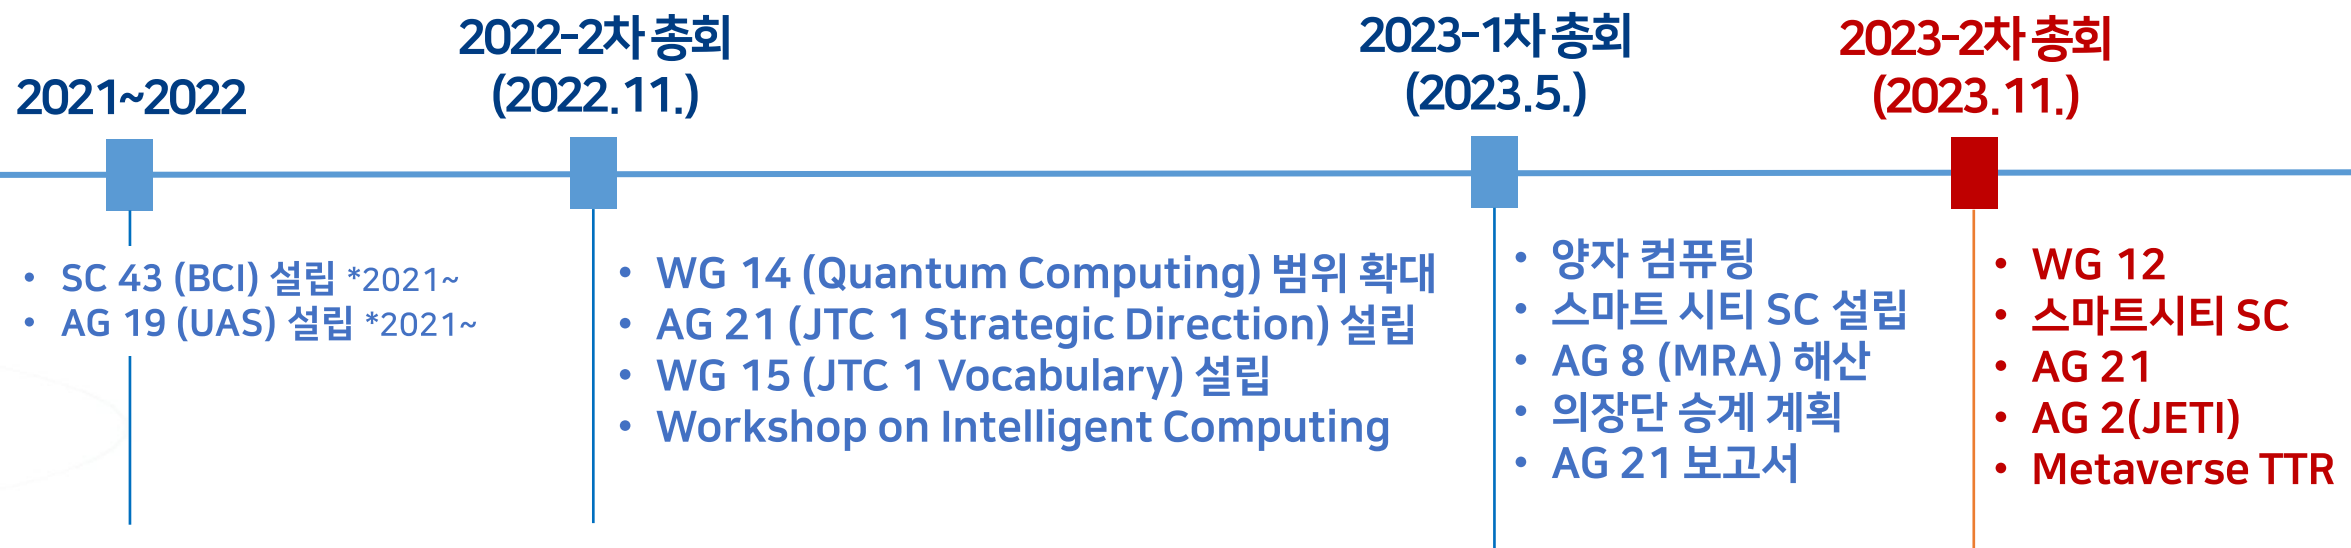 2021~2022
• SC 43 (BCI) 설립 *2021~
• AG 19 (UAS) 설립 *2021~
2022-2차 총회
(2022.11.)
• WG 14 (Quantum Computing) 범위 확대
• AG 21 (JTC 1 Strategic Direction) 설립
• WG 15 (JTC 1 Vocabulary) 설립
• Workshop on Intelligent Computing
2023-1차 총회
(2023.5.)
• 양자 컴퓨팅
• 스마트 시티 SC 설립
• AG 8 (MRA) 해산
• 의장단 승계 계획
• AG 21 보고서
2023-2차 총회
(2023.11.)
• WG 12
• 스마트시티 SC
• AG 21
• AG 2(JETI)
• Metaverse TTR